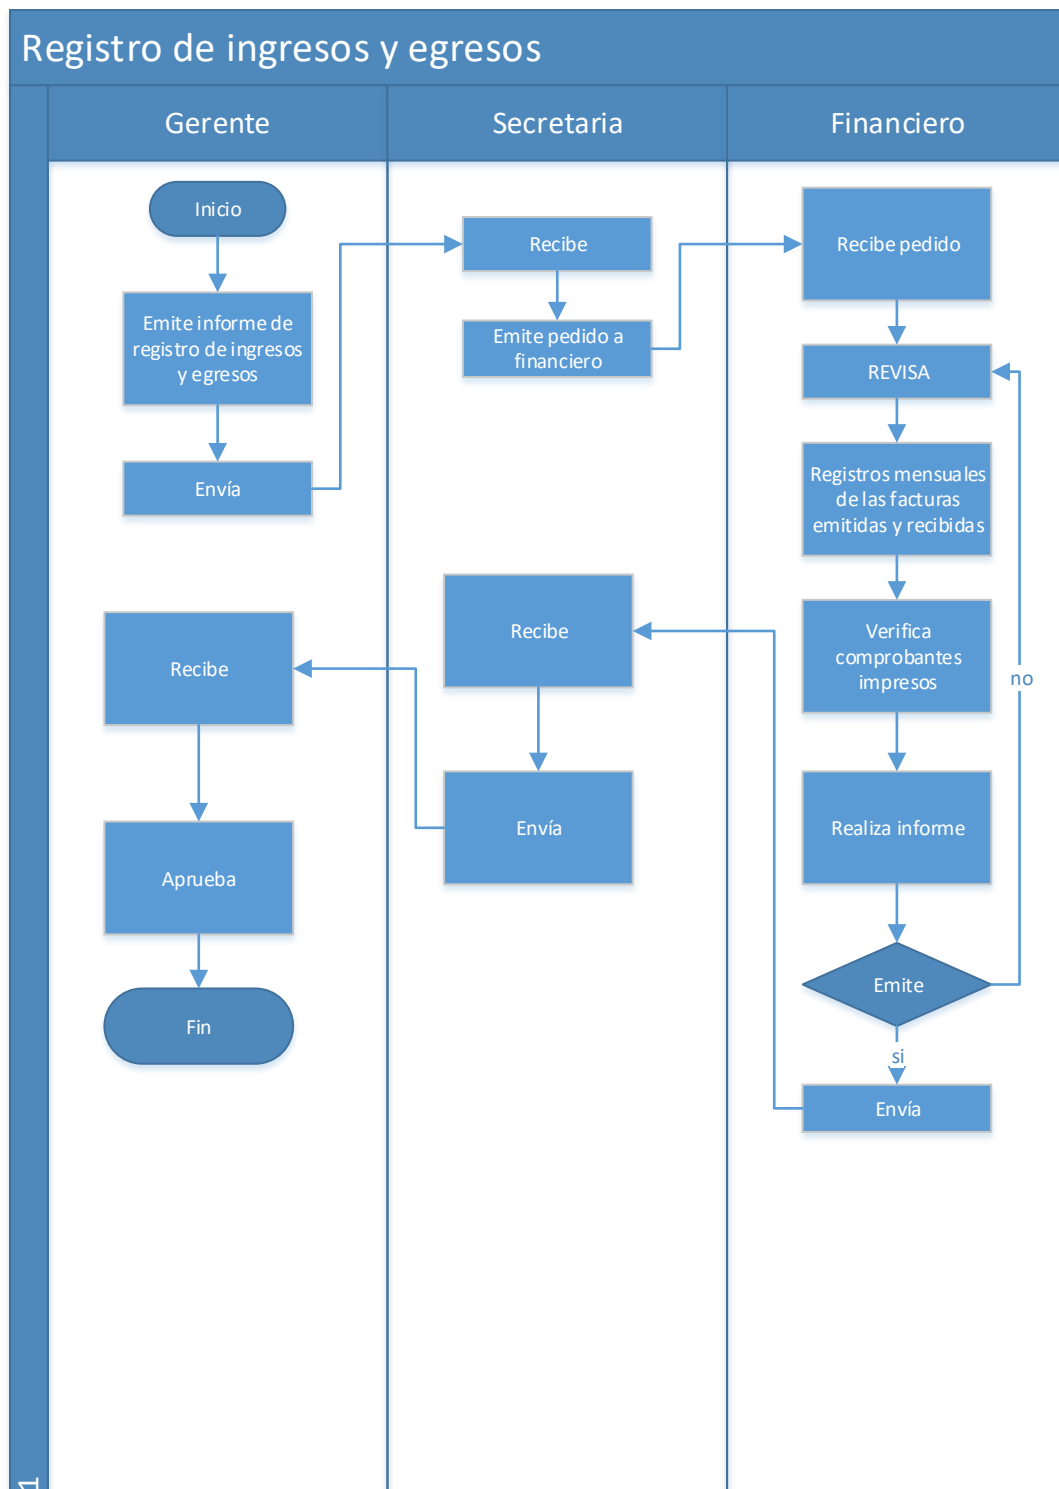 Registro de ingresos y egresos
Gerente
Secretaria
Financiero
Inicio
Emite informe de
registro de ingresos
y egresos
Envía
Recibe
Emite pedido a
financiero
Recibe pedido
REVISA
Registros mensuales
de las facturas
emitidas y recibidas
Verifica
comprobantes
impresos
Realiza informe
Emite
no
si
Envía
Recibe
Envía
Recibe
Aprueba
Fin